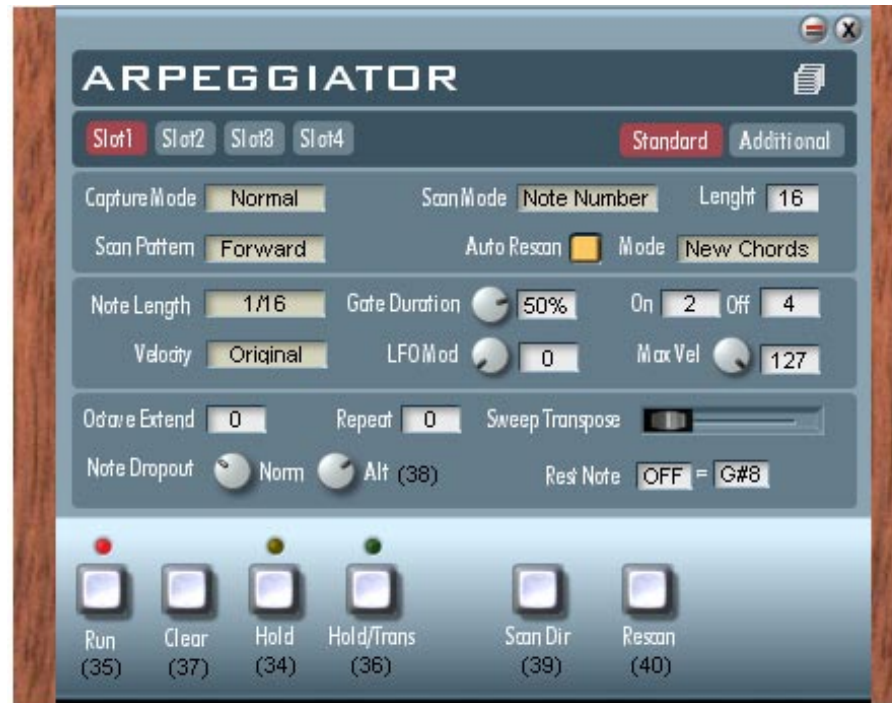 X
ARPEGGIATOR
Slot1 Slot2 Slot3 Slot4 Standard Additional
Capture Mode Normal Scan Mode Note Number Lenght 16
Scan Pattern Forward Auto Rescan Mode New Chords
Note Length 1/16 Gate Duration 50% On 2 Off 4
Velocity Original LFO Mod 0 Max Vel 127
Octave Extend 0 Repeat 0 Sweep Transpose
Note Dropout Norm Alt (38) Rest Note OFF = G#8
Run Clear Hold Hold/Trans Scan Dir Rescan
(35) (37) (34) (36) (39) (40)